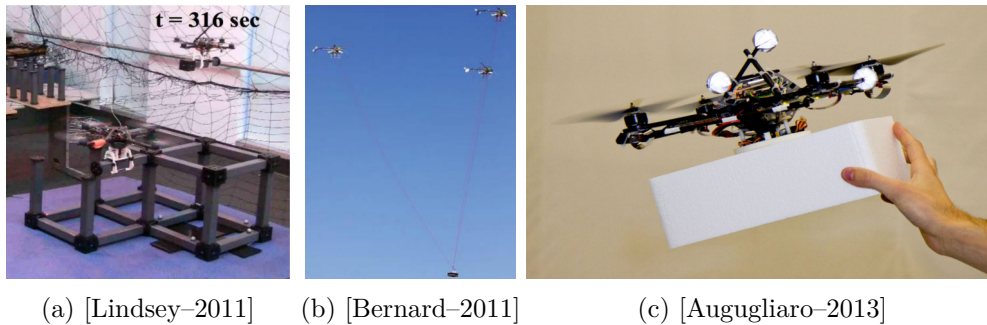 t = 316 sec
(a) [Lindsey–2011]
(b) [Bernard–2011]
(c) [Augugliaro–2013]